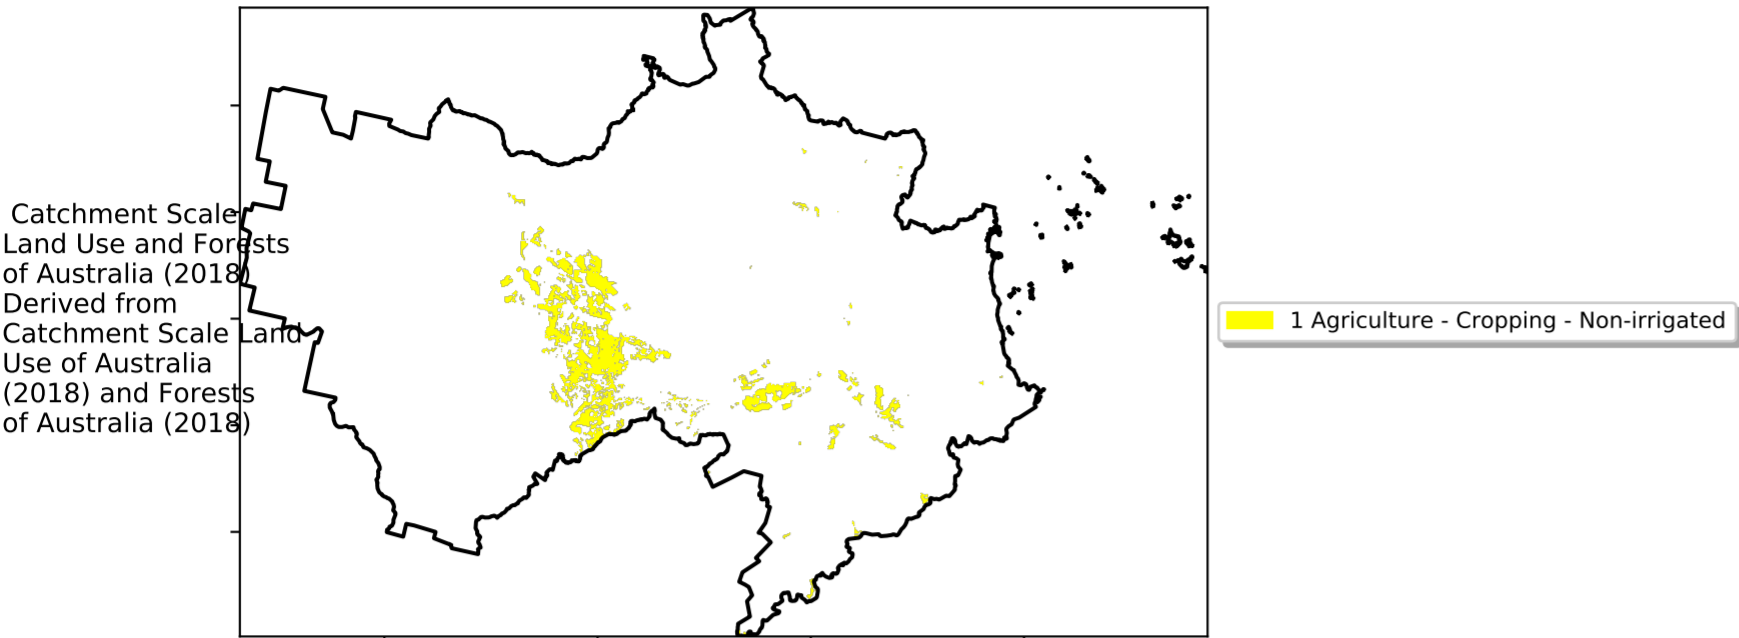 Catchment Scale
Land Use and Forests
of Australia (2018)
Derived from
Catchment Scale Land
Use of Australia
(2018) and Forests
of Australia (2018)
1 Agriculture - Cropping - Non-irrigated